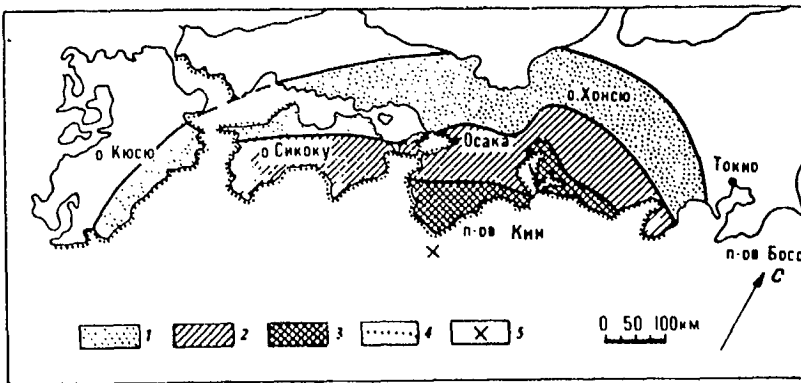 о.Хонсю
о Кюсю
о Сикоку
Осака
Токио
п-ов Кии
п-ов Босо
С
1 2 3 4 5
0 50 100км